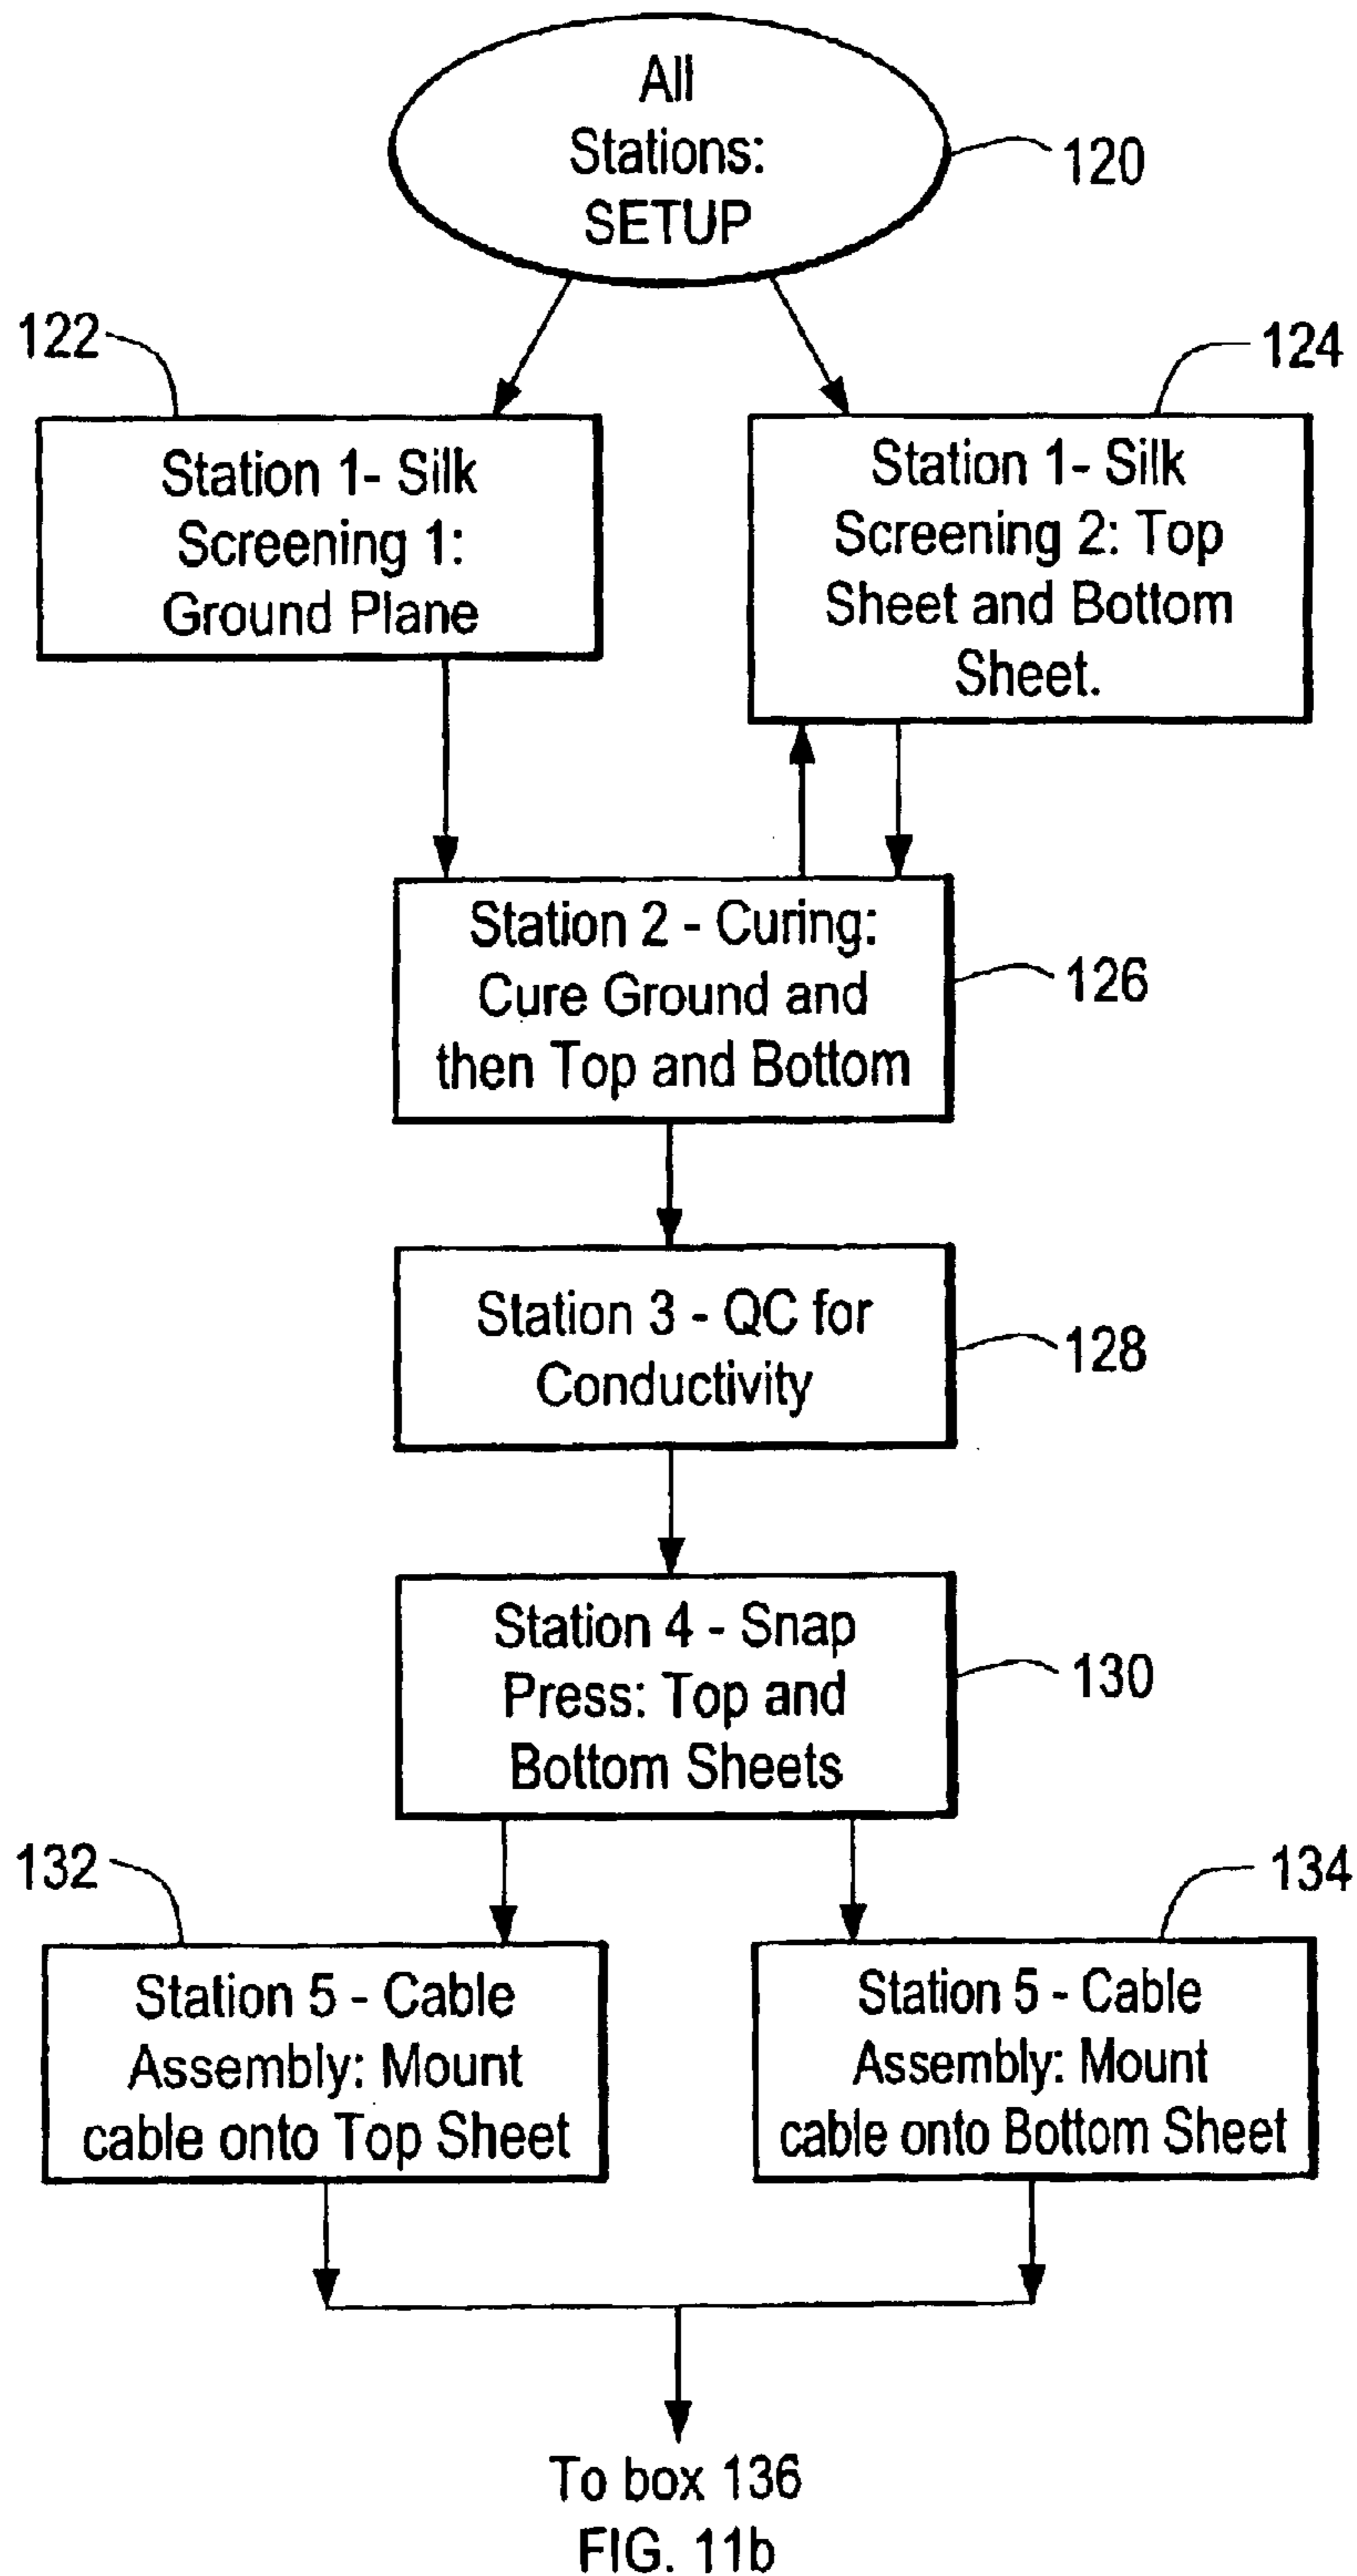 All
Stations:
SETUP
120
122
124
Station 1- Silk
Screening 1:
Ground Plane
Station 1- Silk
Screening 2: Top
Sheet and Bottom
Sheet.
Station 2 - Curing:
Cure Ground and
then Top and Bottom
126
Station 3 - QC for
Conductivity
128
Station 4 - Snap
Press: Top and
Bottom Sheets
130
132
134
Station 5 - Cable
Assembly: Mount
cable onto Top Sheet
Station 5 - Cable
Assembly: Mount
cable onto Bottom Sheet
To box 136
FIG. 11b